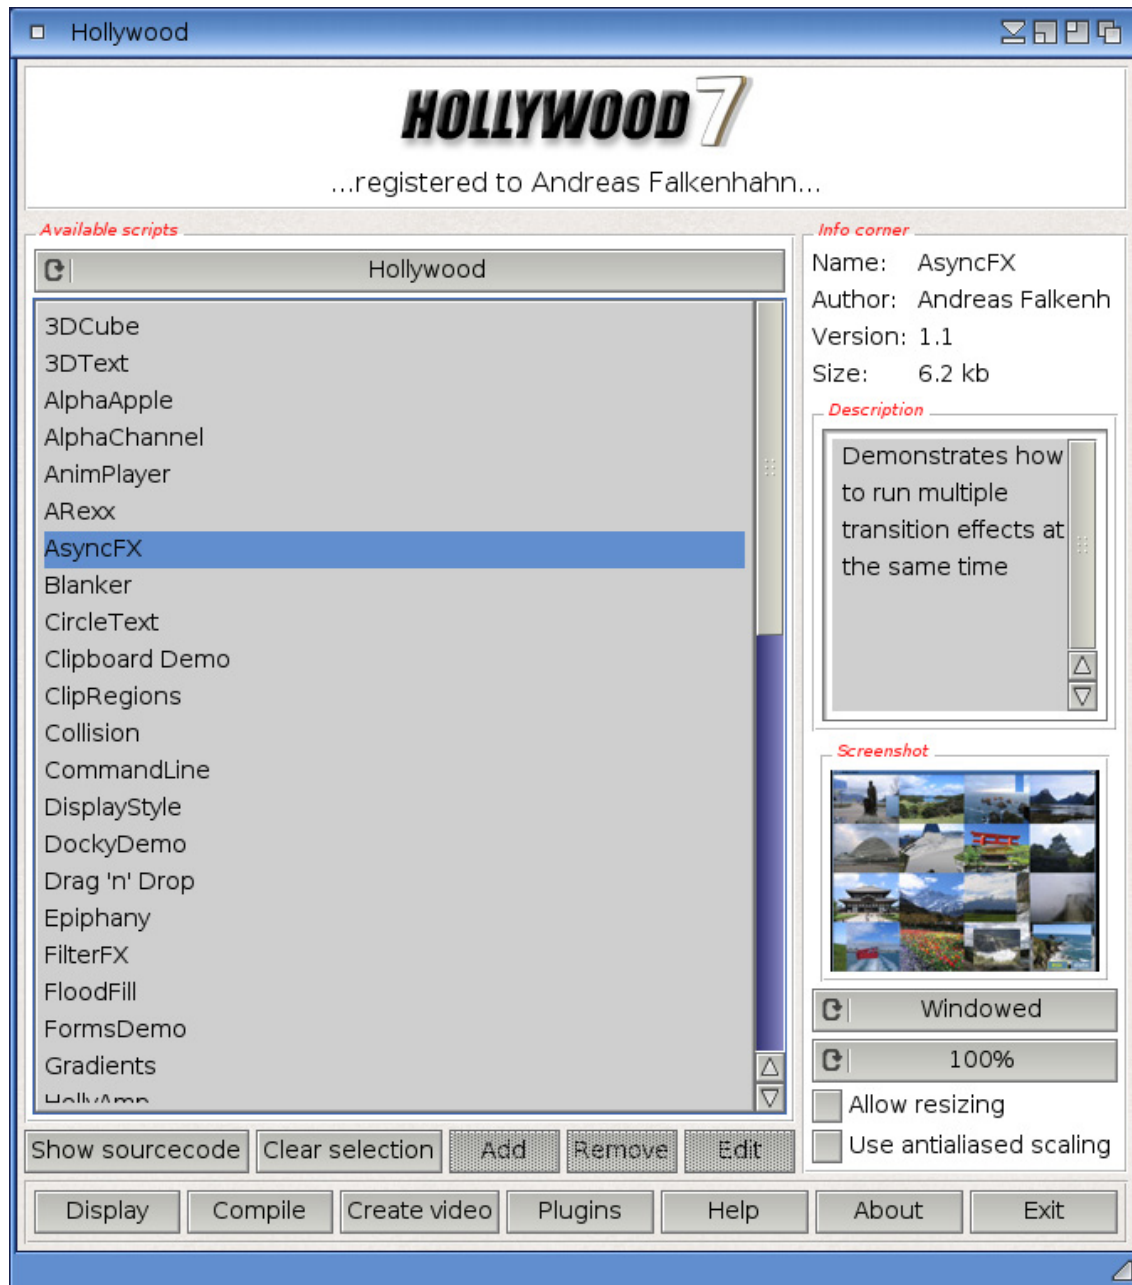 Hollywood
HOLLYWOOD 7
...registered to Andreas Falkenhahn...
Available scripts
Hollywood
3DCube
3DText
AlphaApple
AlphaChannel
AnimPlayer
ARexx
AsyncFX
Blanker
CircleText
Clipboard Demo
ClipRegions
Collision
CommandLine
DisplayStyle
DockyDemo
Drag 'n' Drop
Epiphany
FilterFX
FloodFill
FormsDemo
Gradients
HollyAmp
Show sourcecode Clear selection Add Remove Edit
Info corner
Name: AsyncFX
Author: Andreas Falkenh
Version: 1.1
Size: 6.2 kb
Description
Demonstrates how
to run multiple
transition effects at
the same time
Screenshot
Windowed
100%
Allow resizing
Use antialiased scaling
Display Compile Create video Plugins Help About Exit